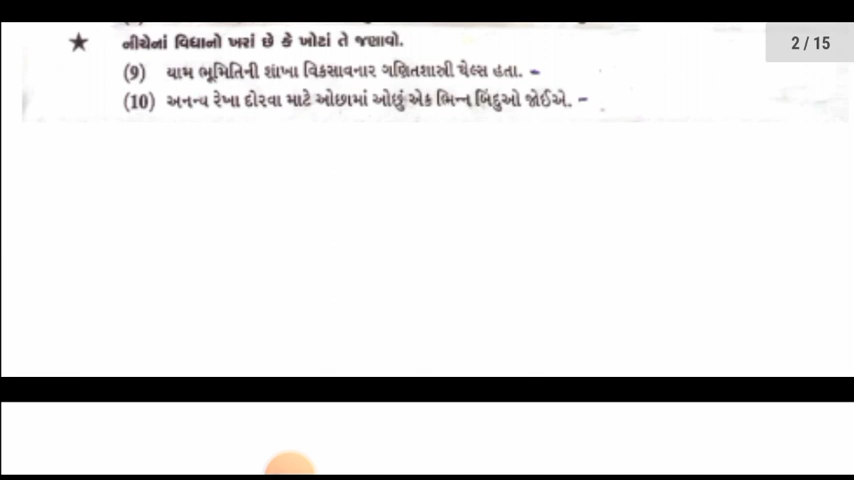 2 / 15
★ નીચેનાં વિધાનો ખરાં છે કે ખોટાં તે જણાવો.
(9) યામ ભૂમિતિની શાખા વિકસાવનાર ગણિતશાસ્ત્રી થેલ્સ હતા. -
(10) અનન્ય રેખા દોરવા માટે ઓછામાં ઓછું એક ભિન્ન બિંદુઓ જોઈએ. -